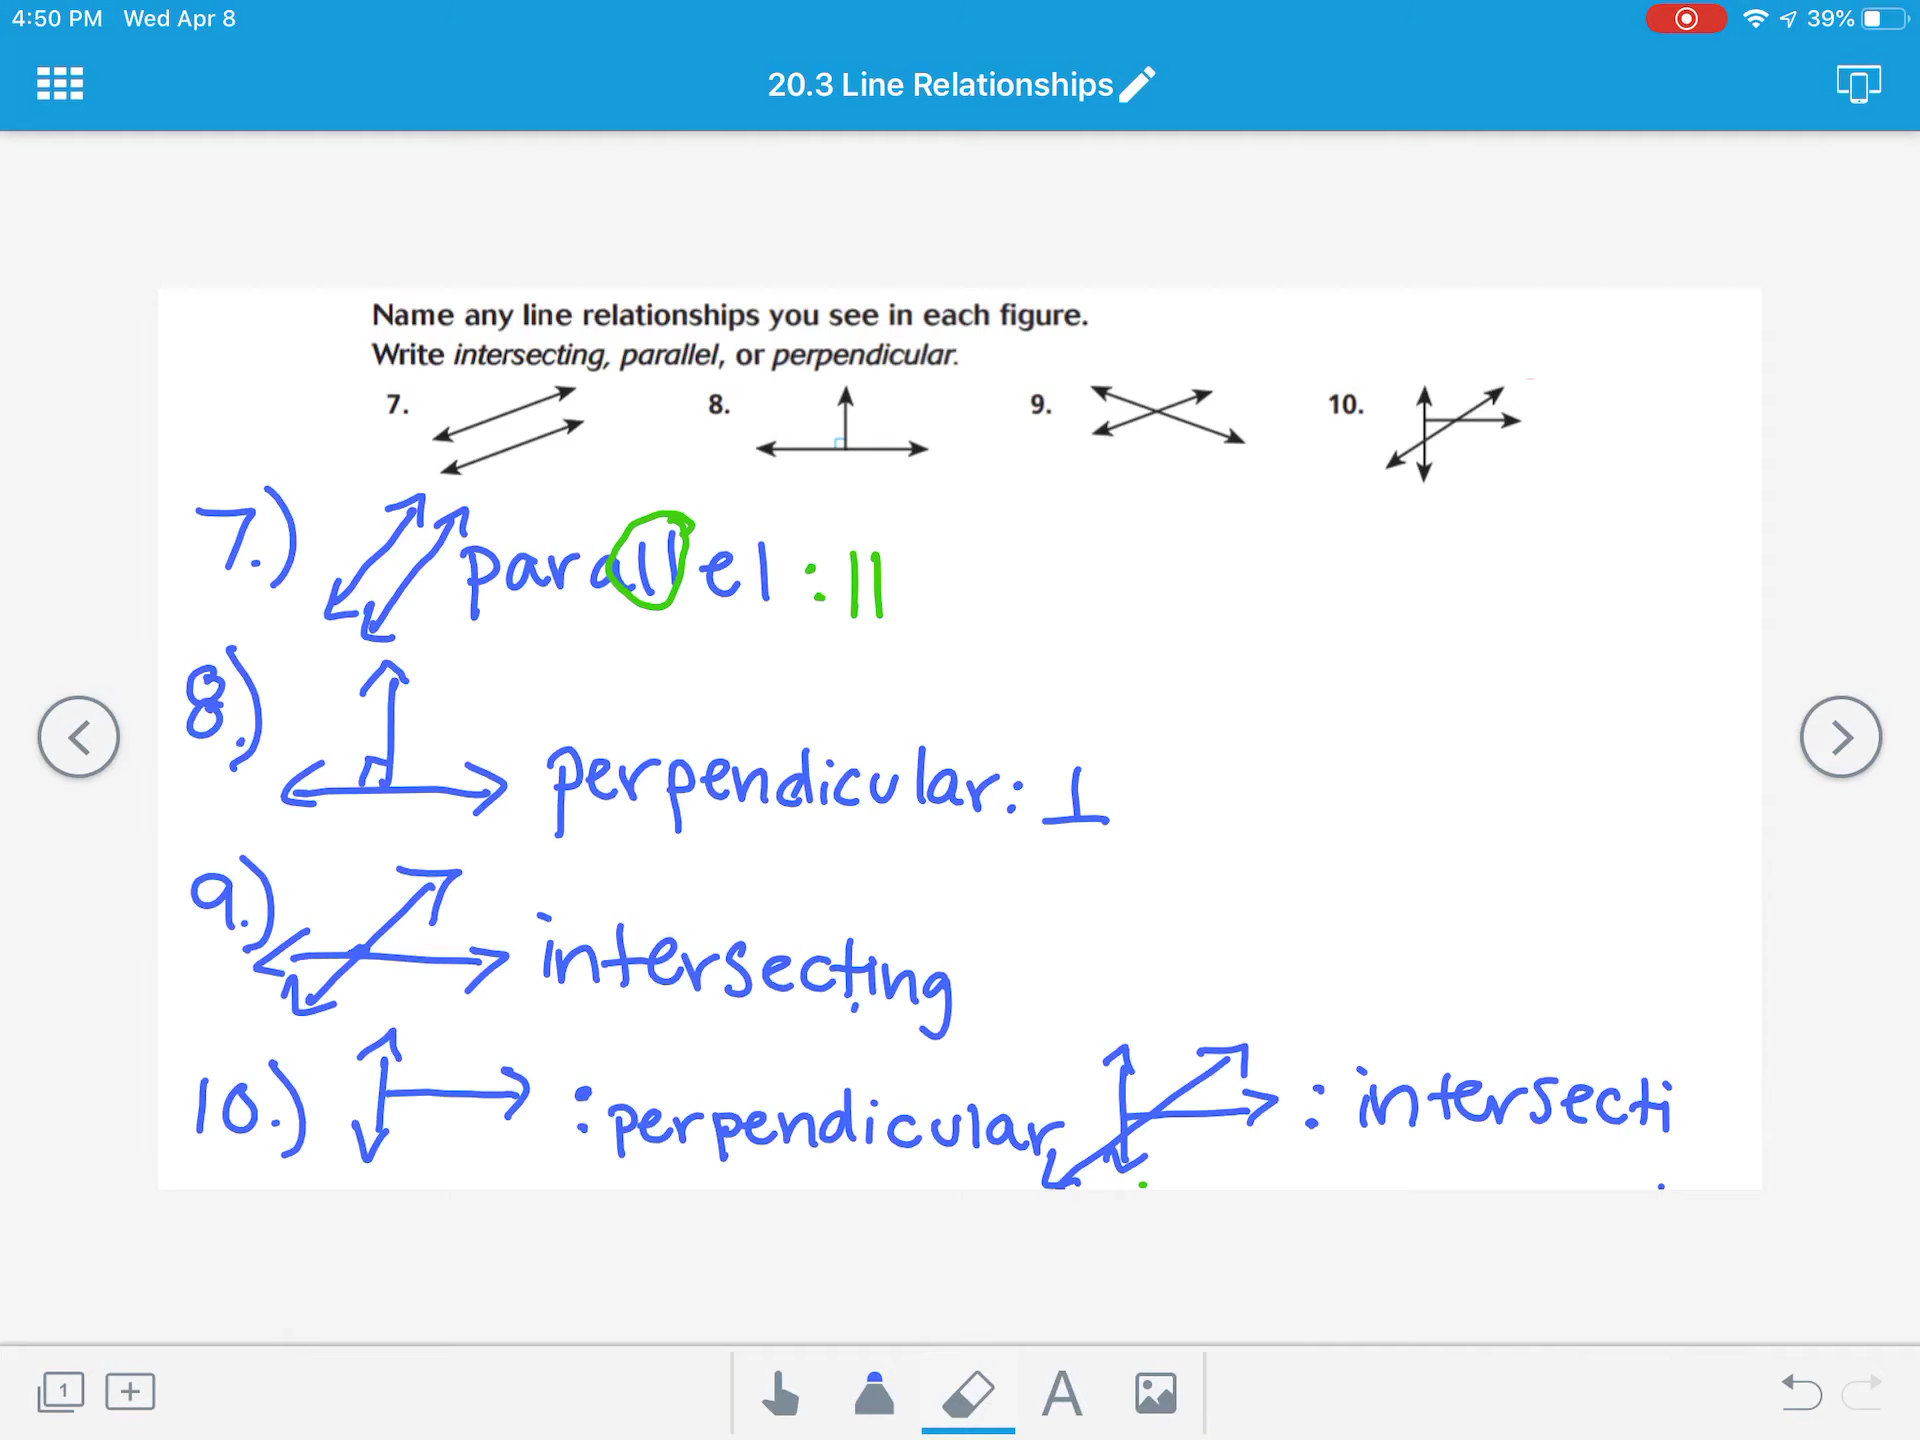 4:50 PM Wed Apr 8 39%
20.3 Line Relationships
Name any line relationships you see in each figure.
Write intersecting, parallel, or perpendicular.
7. 8. 9. 10.
7.) parallel : ||
8.) perpendicular: ⊥
9.) intersecting
10.) : perpendicular : intersecti
1 A